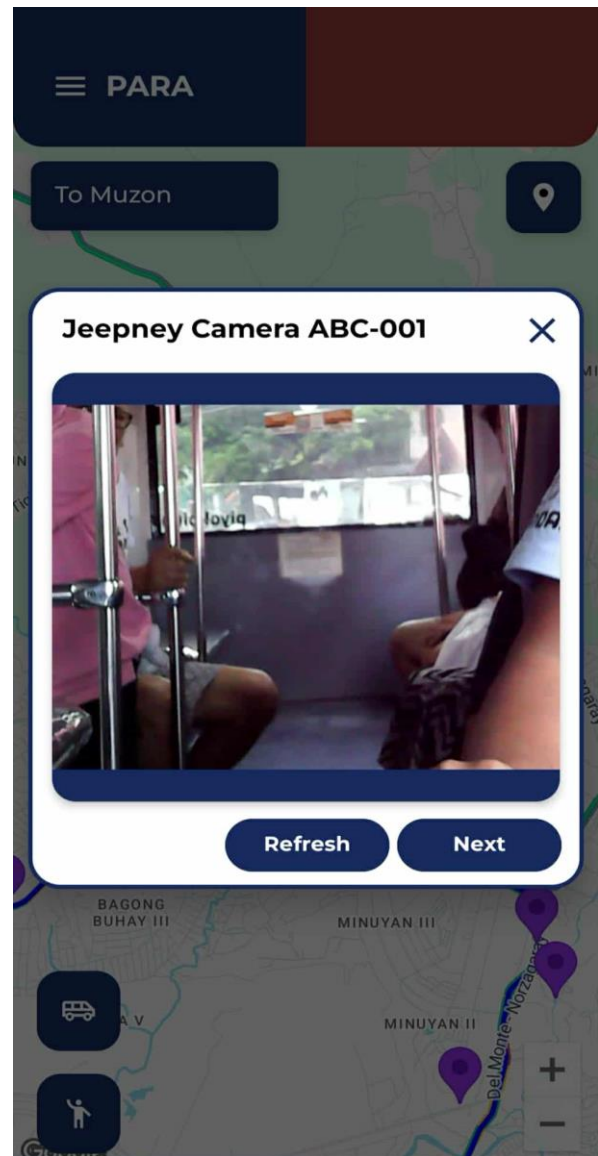 PARA
To Muzon
Jeepney Camera ABC-001
Refresh
Next
BAGONG
BUHAY III
MINUYAN III
MINUYAN II
Del Monte - Norzagaray